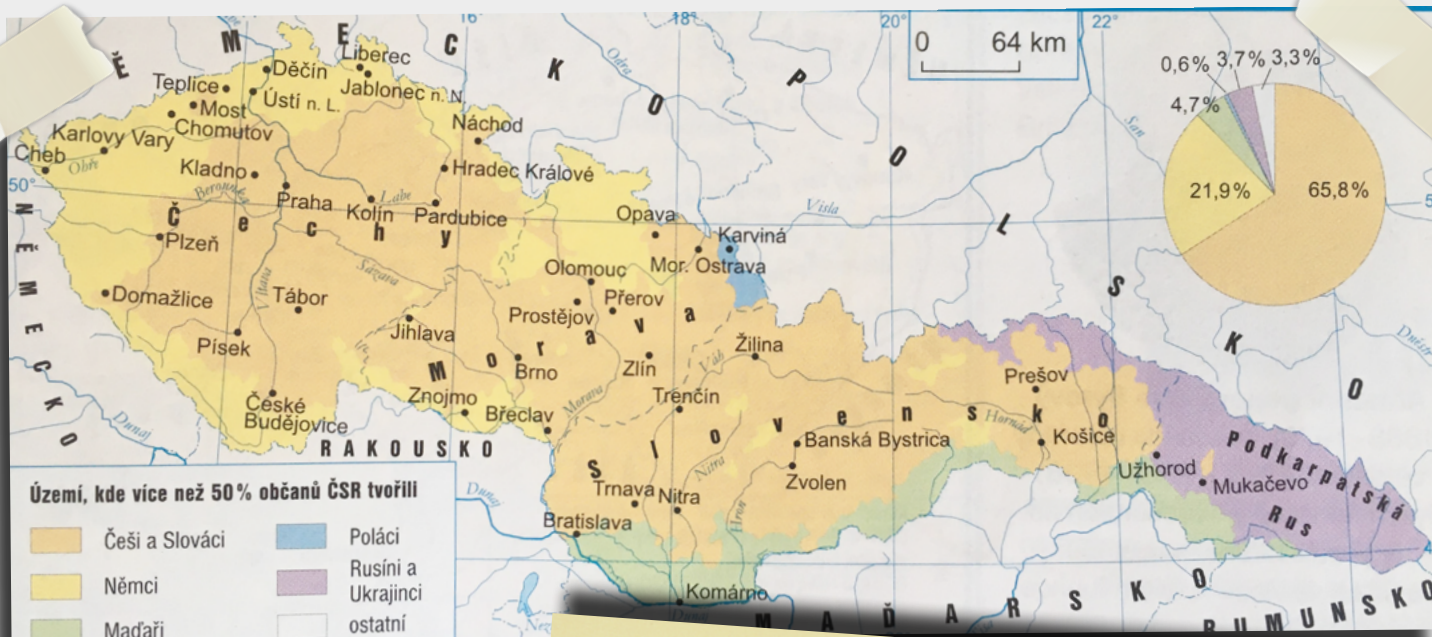 16°
18°
20°
22°
0 64 km
NĚMECKO
POLSKO
0,6% 3,7% 3,3%
4,7%
21,9%
65,8%
Liberec
Děčín
Teplice
Jablonec n. N.
Most
Ústí n. L.
Chomutov
Karlovy Vary
Náchod
Cheb
Ohře
Kladno
Hradec Králové
50°
Berounka
Praha
Labe
Kolín
Pardubice
Čechy
Odra
Visla
San
Dněstr
Opava
Karviná
Mor. Ostrava
Plzeň
Sázava
Vltava
Olomouc
Domažlice
Tábor
Přerov
Prostějov
Jihlava
Písek
Morava
Žilina
Váh
Brno
Zlín
NĚMECKO
Prešov
České
Budějovice
Znojmo
Břeclav
Morava
Trenčín
Slovensko
Hornád
Košice
Dunaj
RAKOUSKO
Banská Bystrica
Podkarpatská
Rus
Užhorod
Mukačevo
Nitra
Zvolen
Hron
Trnava
Nitra
Dunaj
Bratislava
Komárno
MAĎARSKO
RUMUNSKO
Území, kde více než 50% občanů ČSR tvořili
Češi a Slováci
Poláci
Němci
Rusíni a
Ukrajinci
Maďaři
ostatní